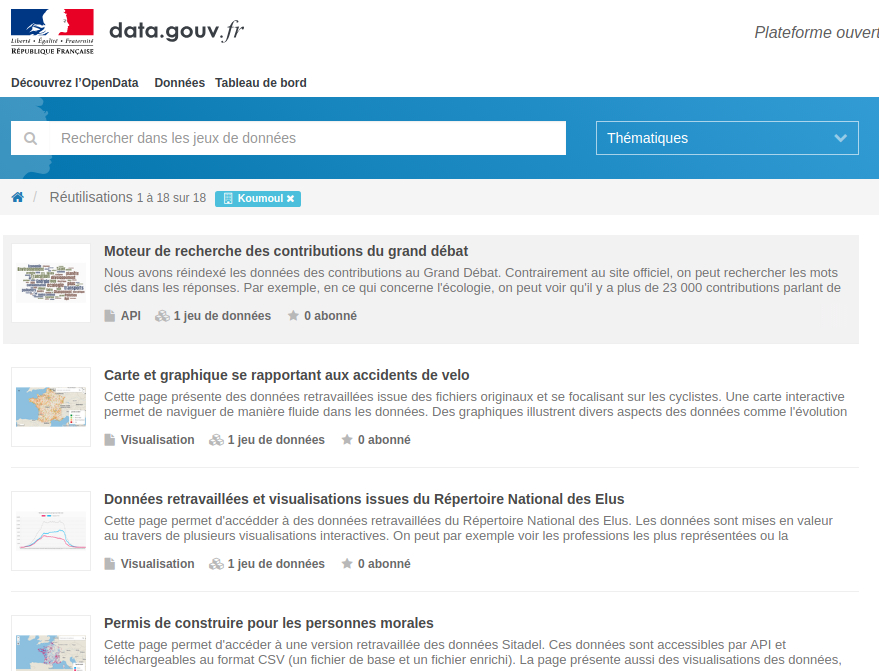 Liberté • Égalité • Fraternité
RÉPUBLIQUE FRANÇAISE
data.gouv.fr
Plateforme ouvert
Découvrez l'OpenData Données Tableau de bord
Rechercher dans les jeux de données
Thématiques
/ Réutilisations 1 à 18 sur 18 Koumoul ✖
Moteur de recherche des contributions du grand débat
Nous avons réindexé les données des contributions au Grand Débat. Contrairement au site officiel, on peut rechercher les mots
clés dans les réponses. Par exemple, en ce qui concerne l'écologie, on peut voir qu'il y a plus de 23 000 contributions parlant de
API 1 jeu de données 0 abonné
Carte et graphique se rapportant aux accidents de velo
Cette page présente des données retravaillées issue des fichiers originaux et se focalisant sur les cyclistes. Une carte interactive
permet de naviguer de manière fluide dans les données. Des graphiques illustrent divers aspects des données comme l'évolution
Visualisation 1 jeu de données 0 abonné
Données retravaillées et visualisations issues du Répertoire National des Elus
Cette page permet d'accédder à des données retravaillées du Répertoire National des Elus. Les données sont mises en valeur
au travers de plusieurs visualisations interactives. On peut par exemple voir les professions les plus représentées ou la
Visualisation 1 jeu de données 0 abonné
Permis de construire pour les personnes morales
Cette page permet d'accéder à une version retravaillée des données Sitadel. Ces données sont accessibles par API et
téléchargeables au format CSV (un fichier de base et un fichier enrichi). La page présente aussi des visualisations des données,